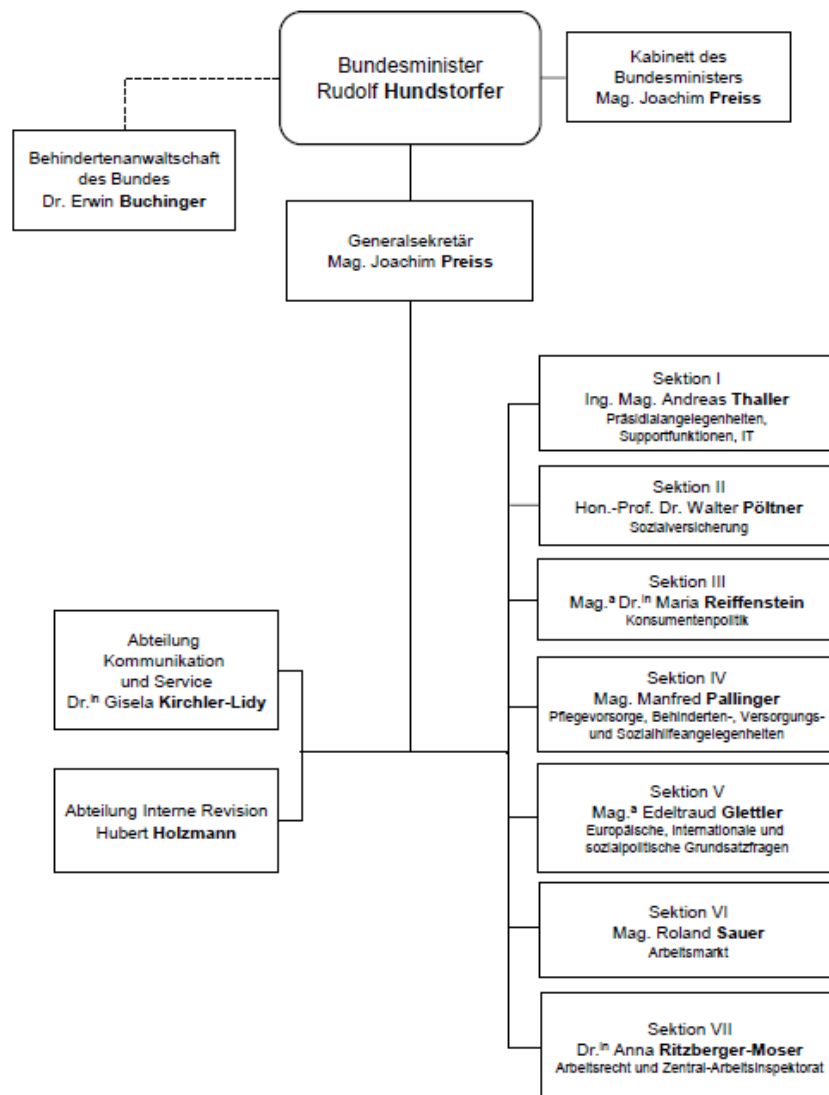 Bundesminister
Rudolf Hundstorfer
Kabinett des
Bundesministers
Mag. Joachim Preiss
Behindertenanwaltschaft
des Bundes
Dr. Erwin Buchinger
Generalsekretär
Mag. Joachim Preiss
Sektion I
Ing. Mag. Andreas Thaller
Präsidialangelegenheiten,
Supportfunktionen, IT
Sektion II
Hon.-Prof. Dr. Walter Pöltner
Sozialversicherung
Sektion III
Mag.ª Dr.ⁱⁿ Maria Reiffenstein
Konsumentenpolitik
Abteilung
Kommunikation
und Service
Dr.ⁱⁿ Gisela Kirchler-Lidy
Sektion IV
Mag. Manfred Pallinger
Pflegevorsorge, Behinderten-, Versorgungs-
und Sozialhilfeangelegenheiten
Abteilung Interne Revision
Hubert Holzmann
Sektion V
Mag.ª Edeltraud Glettler
Europäische, internationale und
sozialpolitische Grundsatzfragen
Sektion VI
Mag. Roland Sauer
Arbeitsmarkt
Sektion VII
Dr.ⁱⁿ Anna Ritzberger-Moser
Arbeitsrecht und Zentral-Arbeitsinspektorat